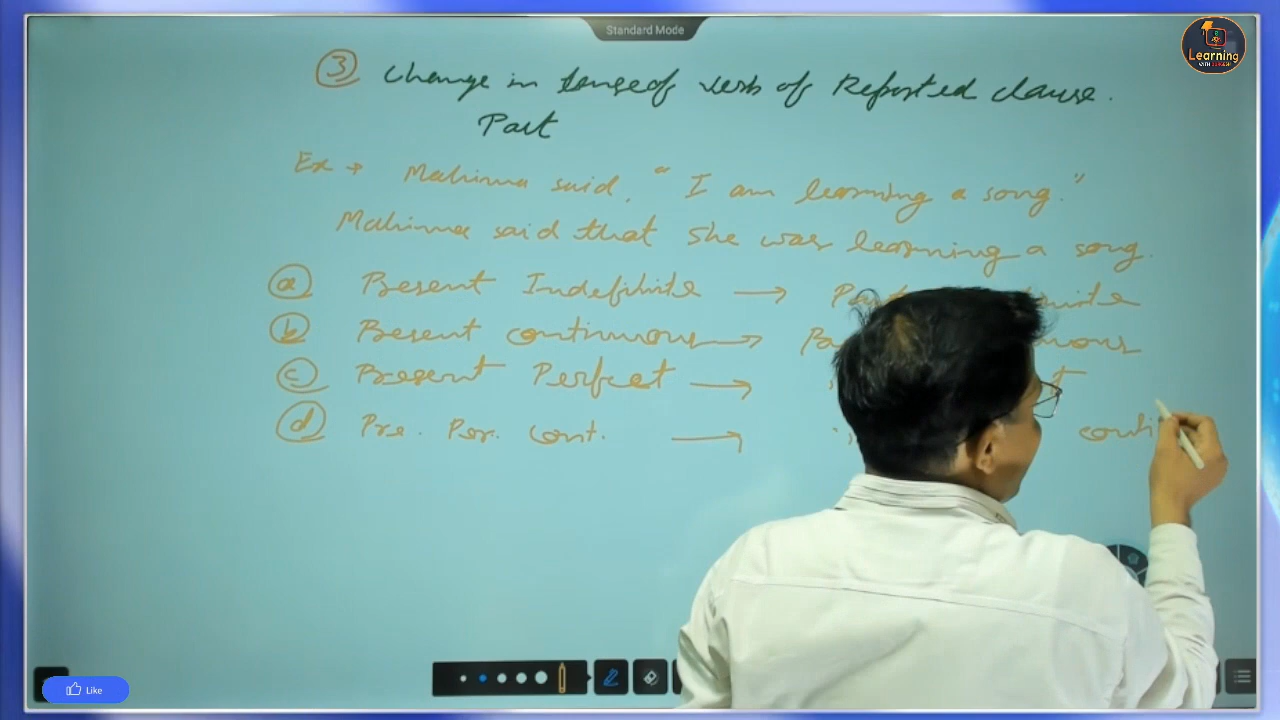 Standard Mode
Learning
③ Change in tense of verb of Reported clause.
Part
Ex → Mahima said, "I am learning a song."
Mahima said that she was learning a song.
ⓐ Present Indefinite →
ⓑ Present continuous →
ⓒ Present Perfect →
ⓓ Pre. Per. cont. →
Like